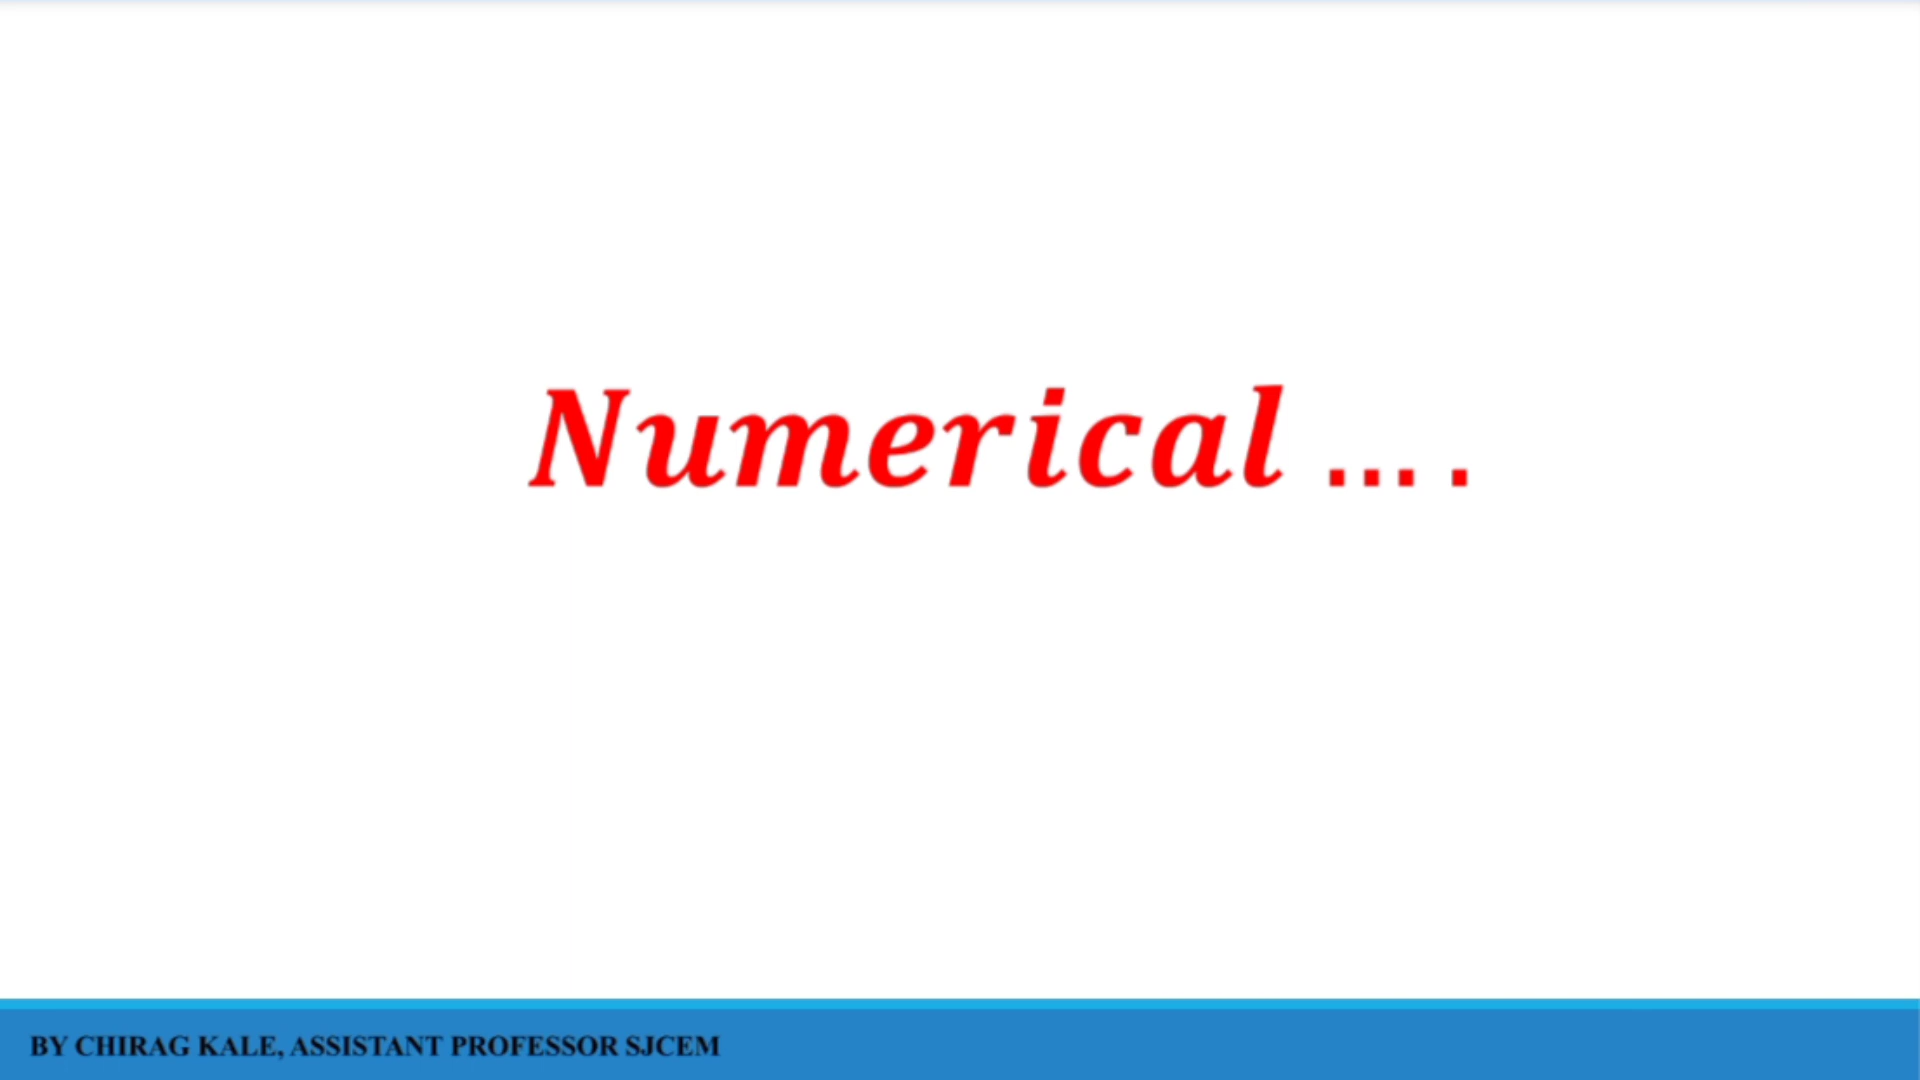 Numerical ... .
BY CHIRAG KALE, ASSISTANT PROFESSOR SJCEM